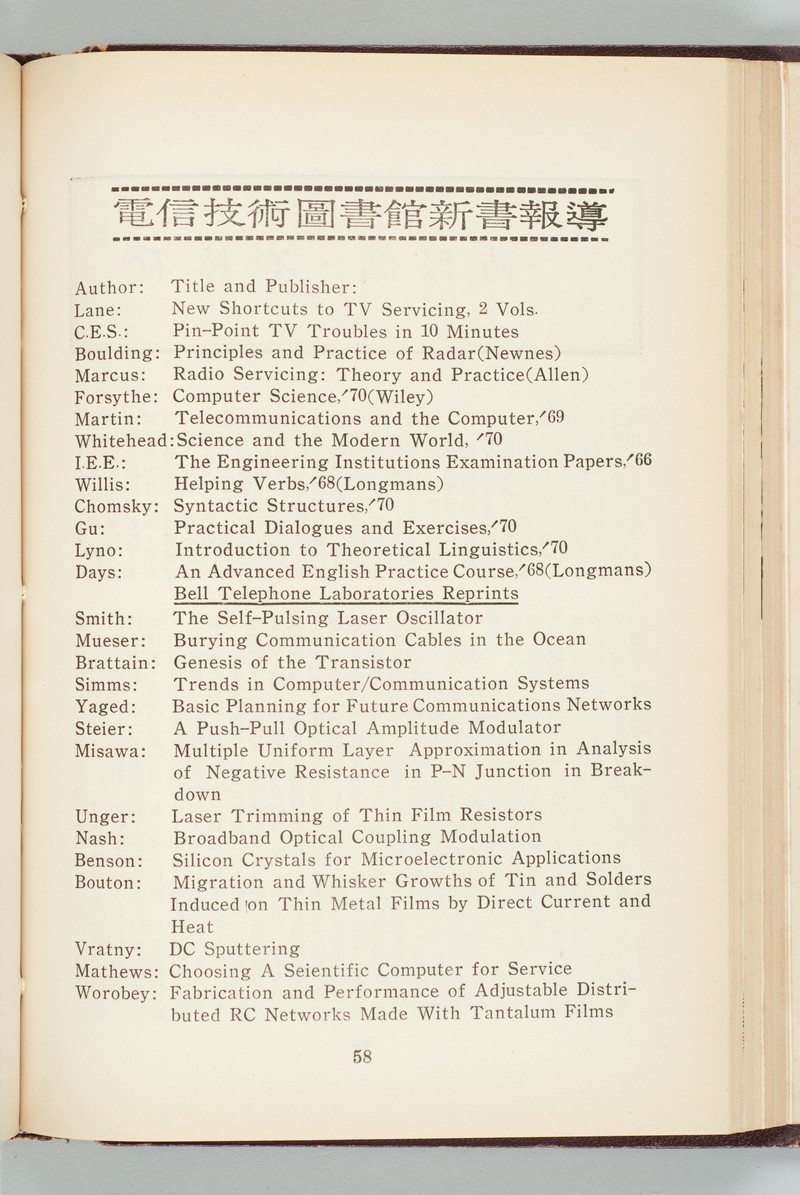 電信技術圖書館新書報導
Author: Title and Publisher:
Lane: New Shortcuts to TV Servicing, 2 Vols.
C.E.S.: Pin-Point TV Troubles in 10 Minutes
Boulding: Principles and Practice of Radar(Newnes)
Marcus: Radio Servicing: Theory and Practice(Allen)
Forsythe: Computer Science,'70(Wiley)
Martin: Telecommunications and the Computer,'69
Whitehead:Science and the Modern World, '70
I.E.E.: The Engineering Institutions Examination Papers,'66
Willis: Helping Verbs,'68(Longmans)
Chomsky: Syntactic Structures,'70
Gu: Practical Dialogues and Exercises,'70
Lyno: Introduction to Theoretical Linguistics,'70
Days: An Advanced English Practice Course,'68(Longmans)
Bell Telephone Laboratories Reprints
Smith: The Self-Pulsing Laser Oscillator
Mueser: Burying Communication Cables in the Ocean
Brattain: Genesis of the Transistor
Simms: Trends in Computer/Communication Systems
Yaged: Basic Planning for Future Communications Networks
Steier: A Push-Pull Optical Amplitude Modulator
Misawa: Multiple Uniform Layer Approximation in Analysis
of Negative Resistance in P-N Junction in Break-
down
Unger: Laser Trimming of Thin Film Resistors
Nash: Broadband Optical Coupling Modulation
Benson: Silicon Crystals for Microelectronic Applications
Bouton: Migration and Whisker Growths of Tin and Solders
Induced on Thin Metal Films by Direct Current and
Heat
Vratny: DC Sputtering
Mathews: Choosing A Seientific Computer for Service
Worobey: Fabrication and Performance of Adjustable Distri-
buted RC Networks Made With Tantalum Films
58